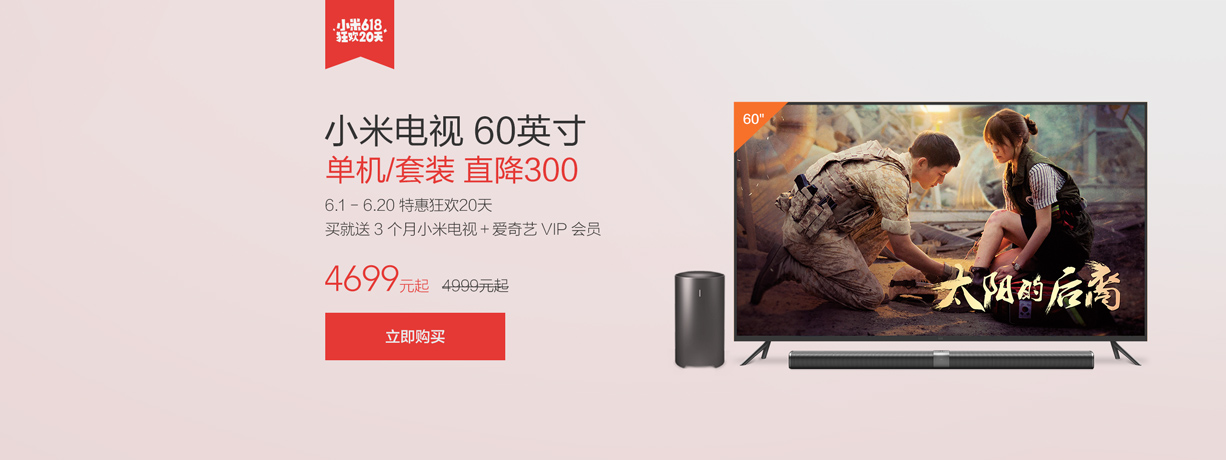 小米618
狂欢20天
小米电视 60英寸
单机/套装 直降300
6.1 – 6.20 特惠狂欢20天
买就送 3 个月小米电视 + 爱奇艺 VIP 会员
4699元起 4999元起
立即购买
60"
太阳的后裔